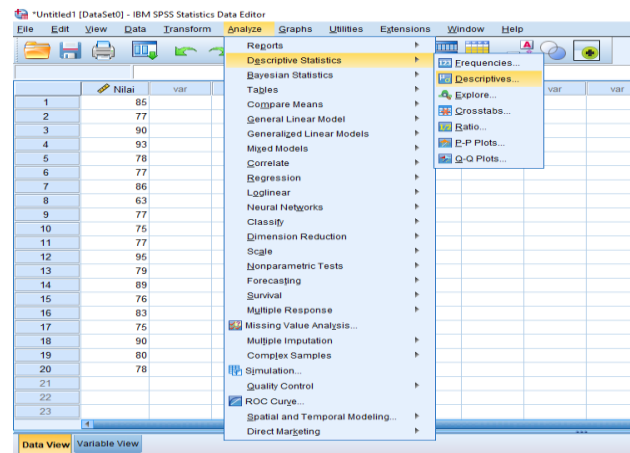 *Untitled1 [DataSet0] - IBM SPSS Statistics Data Editor
File Edit View Data Transform Analyze Graphs Utilities Extensions Window Help
Reports
Descriptive Statistics
Bayesian Statistics
Tables
Compare Means
General Linear Model
Generalized Linear Models
Mixed Models
Correlate
Regression
Loglinear
Neural Networks
Classify
Dimension Reduction
Scale
Nonparametric Tests
Forecasting
Survival
Multiple Response
Missing Value Analysis...
Multiple Imputation
Complex Samples
Simulation...
Quality Control
ROC Curve...
Spatial and Temporal Modeling...
Direct Marketing
Frequencies...
Descriptives...
Explore...
Crosstabs...
Ratio...
P-P Plots...
Q-Q Plots...
Nilai var var var
1 85
2 77
3 90
4 93
5 78
6 77
7 86
8 63
9 77
10 75
11 77
12 95
13 79
14 89
15 76
16 83
17 75
18 90
19 80
20 78
21
22
23
Data View Variable View